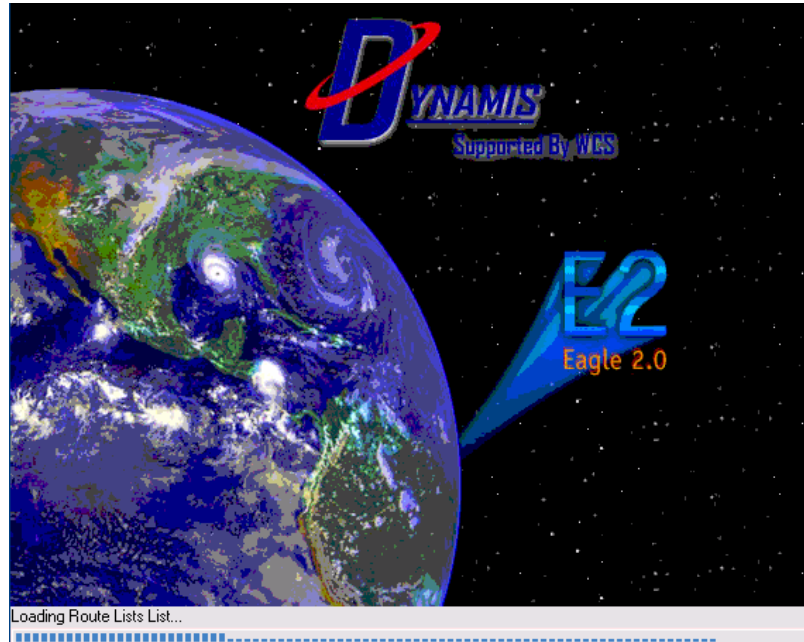 DYNAMIS
Supported By WCS
E2
Eagle 2.0
Loading Route Lists List...